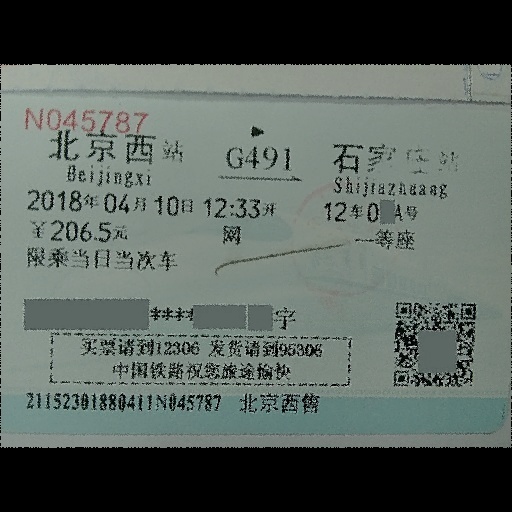 N045787
北京西站 G491 石家庄站
Beijingxi Shijiazhuang
2018年04月10日 12:33开 12车0 A号
￥206.5元 网 一等座
限乘当日当次车
**** 宇
买票请到12306 发货请到95306
中国铁路祝您旅途愉快
21152301880411N045787 北京西售